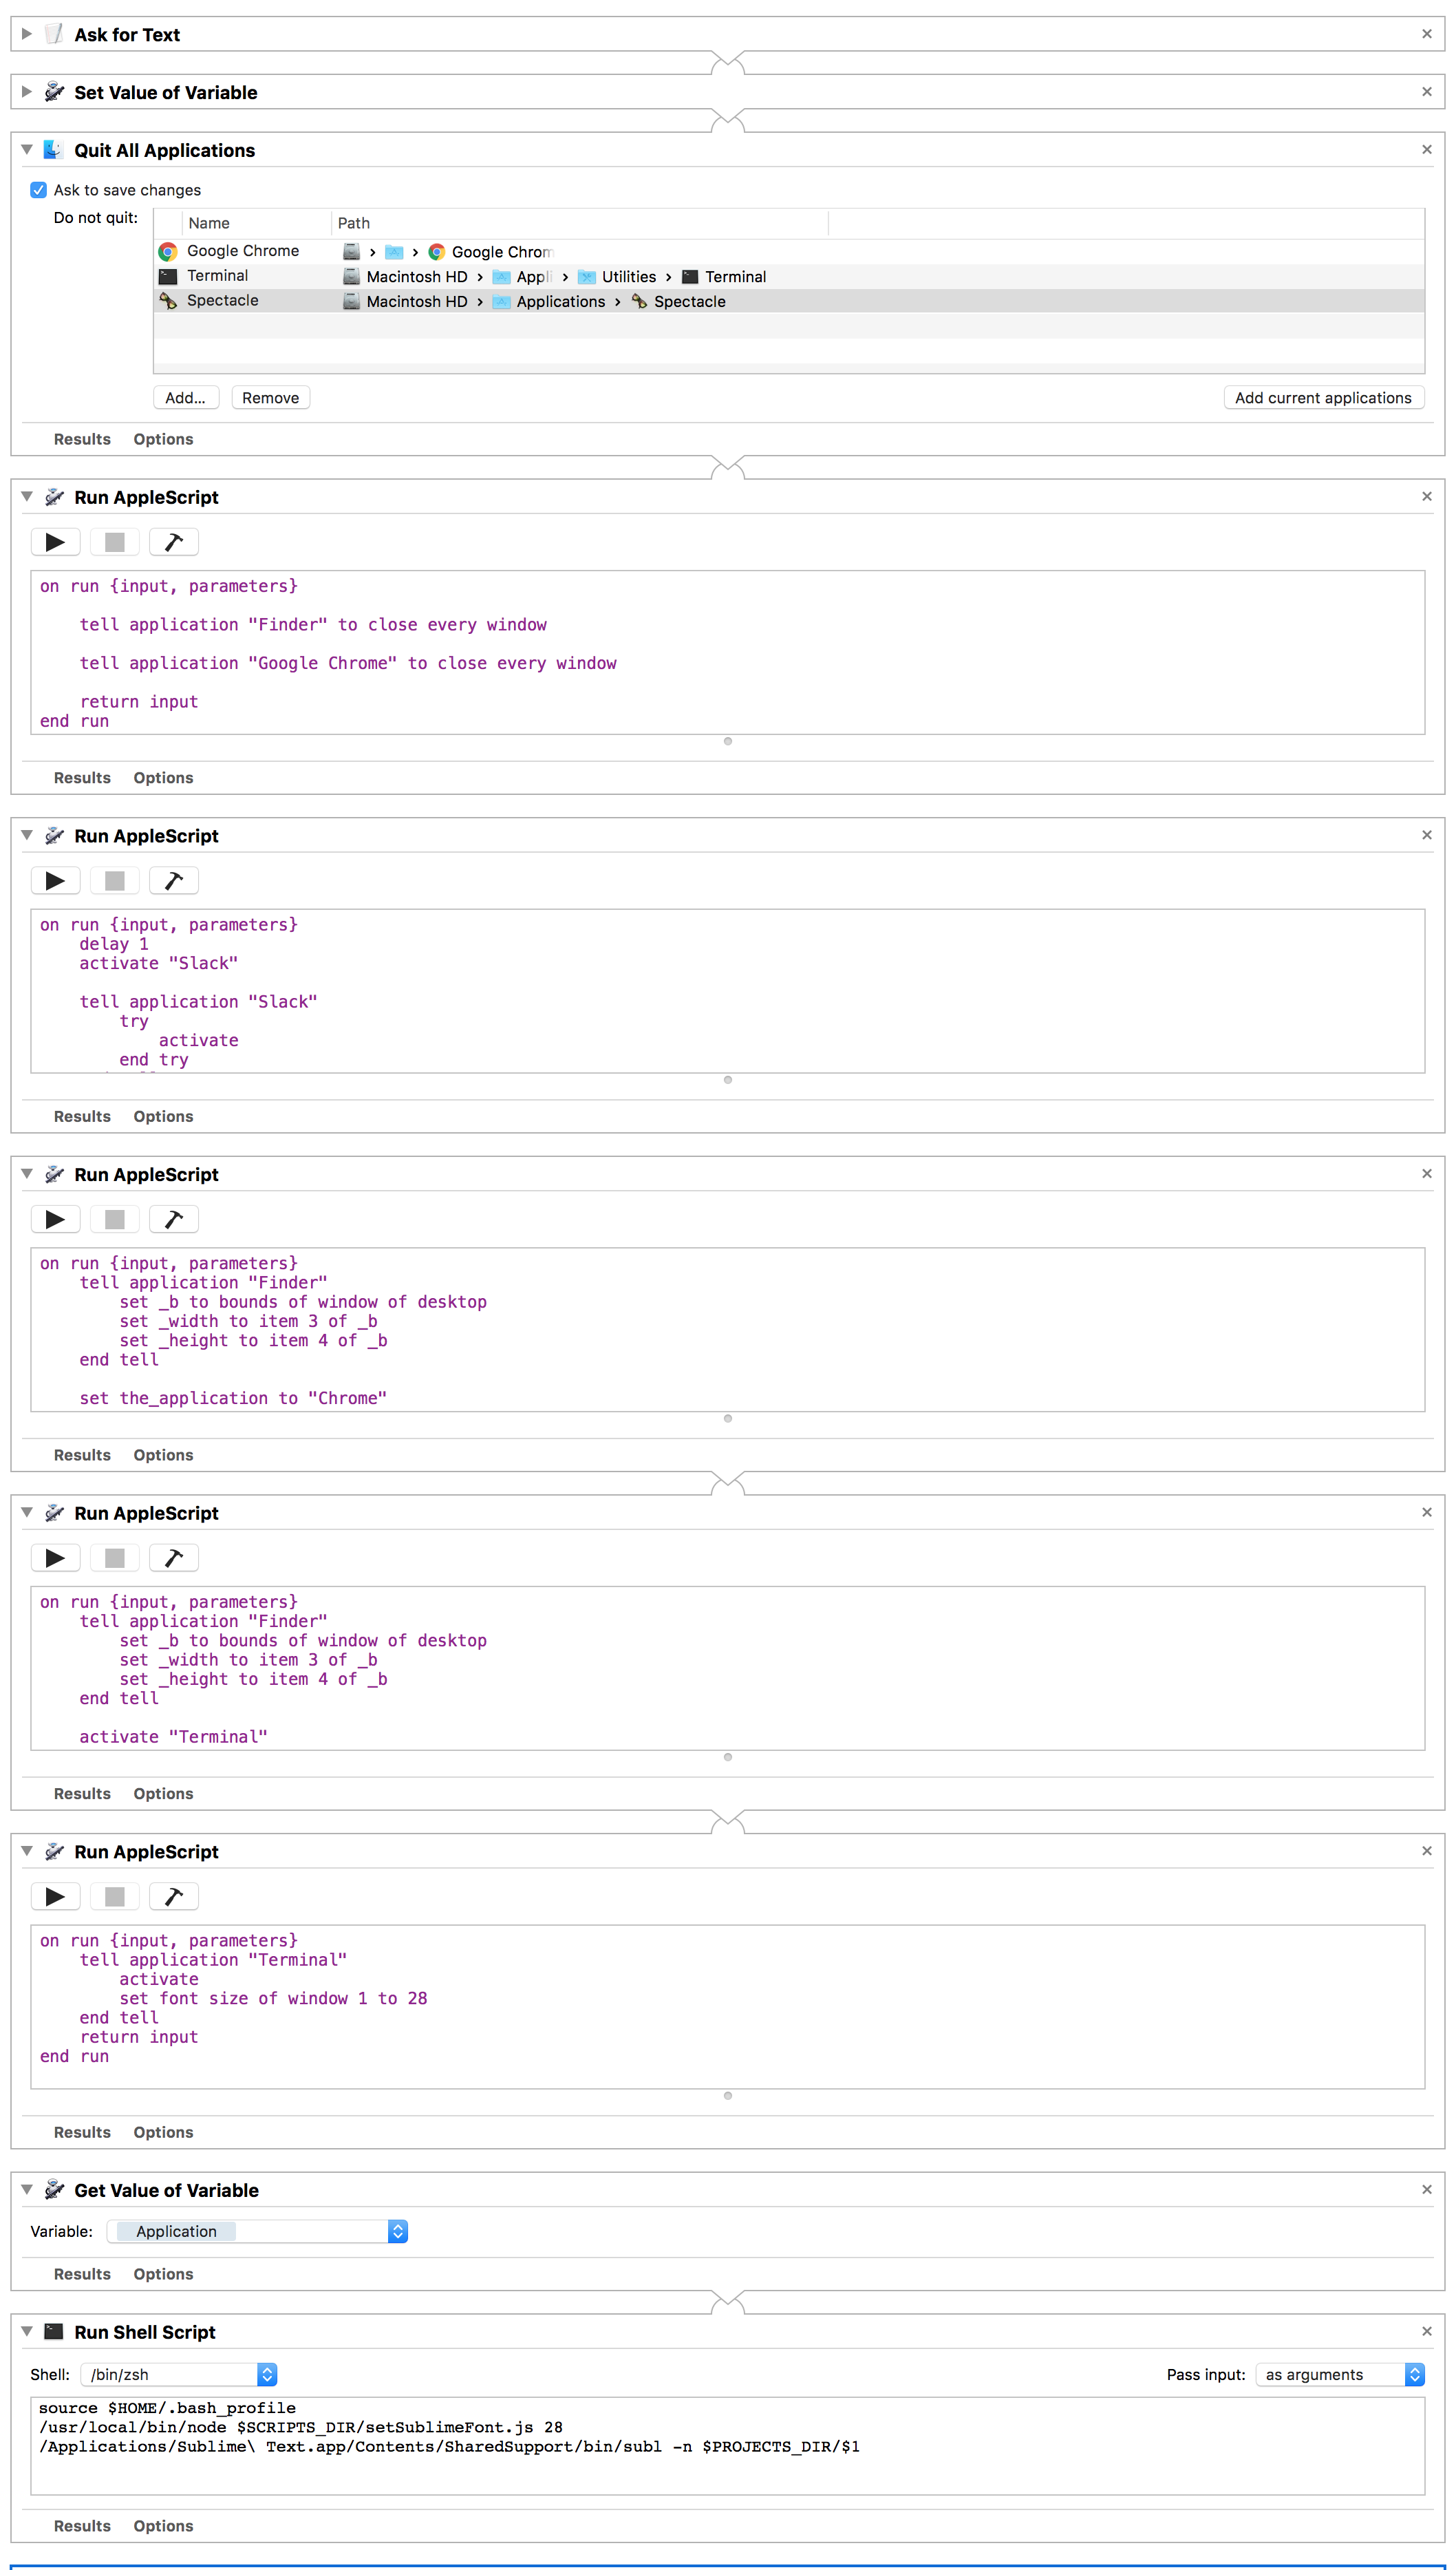 Ask for Text
Set Value of Variable
Quit All Applications
Ask to save changes
Do not quit:
Name Path
Google Chrome Google Chrom
Terminal Macintosh HD › Appli › Utilities › Terminal
Spectacle Macintosh HD › Applications › Spectacle
Add... Remove Add current applications
Results Options
Run AppleScript
on run {input, parameters}
tell application "Finder" to close every window
tell application "Google Chrome" to close every window
return input
end run
Results Options
Run AppleScript
on run {input, parameters}
delay 1
activate "Slack"
tell application "Slack"
try
activate
end try
Results Options
Run AppleScript
on run {input, parameters}
tell application "Finder"
set _b to bounds of window of desktop
set _width to item 3 of _b
set _height to item 4 of _b
end tell
set the_application to "Chrome"
Results Options
Run AppleScript
on run {input, parameters}
tell application "Finder"
set _b to bounds of window of desktop
set _width to item 3 of _b
set _height to item 4 of _b
end tell
activate "Terminal"
Results Options
Run AppleScript
on run {input, parameters}
tell application "Terminal"
activate
set font size of window 1 to 28
end tell
return input
end run
Results Options
Get Value of Variable
Variable: Application
Results Options
Run Shell Script
Shell: /bin/zsh Pass input: as arguments
source $HOME/.bash_profile
/usr/local/bin/node $SCRIPTS_DIR/setSublimeFont.js 28
/Applications/Sublime\ Text.app/Contents/SharedSupport/bin/subl -n $PROJECTS_DIR/$1
Results Options